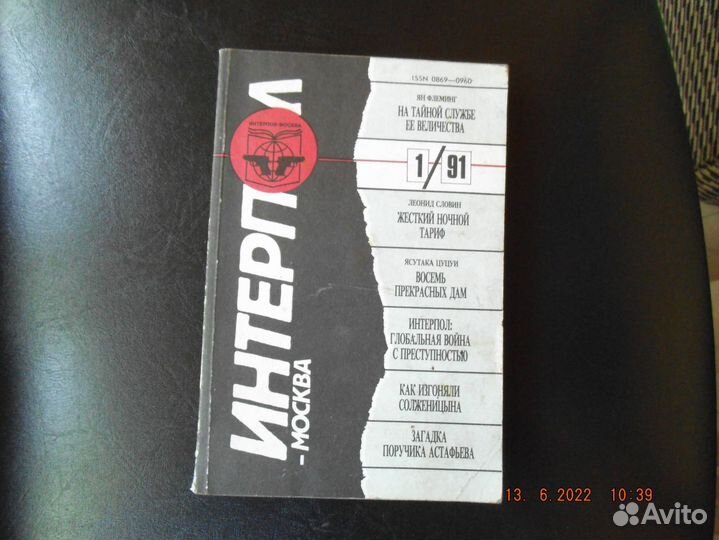 ISSN 0869—0960
ЯН ФЛЕМИНГ
НА ТАЙНОЙ СЛУЖБЕ
ЕЕ ВЕЛИЧЕСТВА
1/91
ЛЕОНИД СЛОВИН
ЖЕСТКИЙ НОЧНОЙ
ТАРИФ
ЯСУТАКА ЦУЦУИ
ВОСЕМЬ
ПРЕКРАСНЫХ ДАМ
ИНТЕРПОЛ:
ГЛОБАЛЬНАЯ ВОЙНА
С ПРЕСТУПНОСТЬЮ
КАК ИЗГОНЯЛИ
СОЛЖЕНИЦЫНА
ЗАГАДКА
ПОРУЧИКА АСТАФЬЕВА
ИНТЕРПОЛ
- МОСКВА
ИНТЕРПОЛ-МОСКВА
13. 6.2022 10:39
Avito